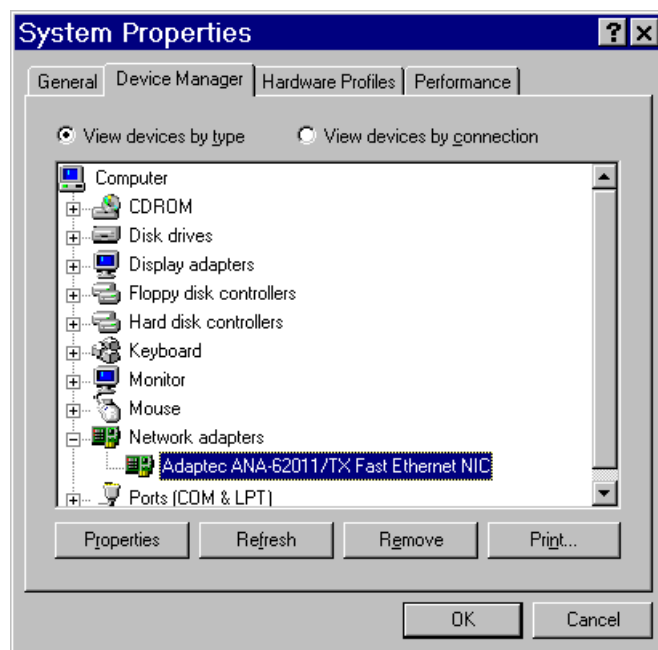 System Properties
General Device Manager Hardware Profiles Performance
View devices by type View devices by connection
Computer
CDROM
Disk drives
Display adapters
Floppy disk controllers
Hard disk controllers
Keyboard
Monitor
Mouse
Network adapters
Adaptec ANA-62011/TX Fast Ethernet NIC
Ports (COM & LPT)
Properties Refresh Remove Print...
OK Cancel